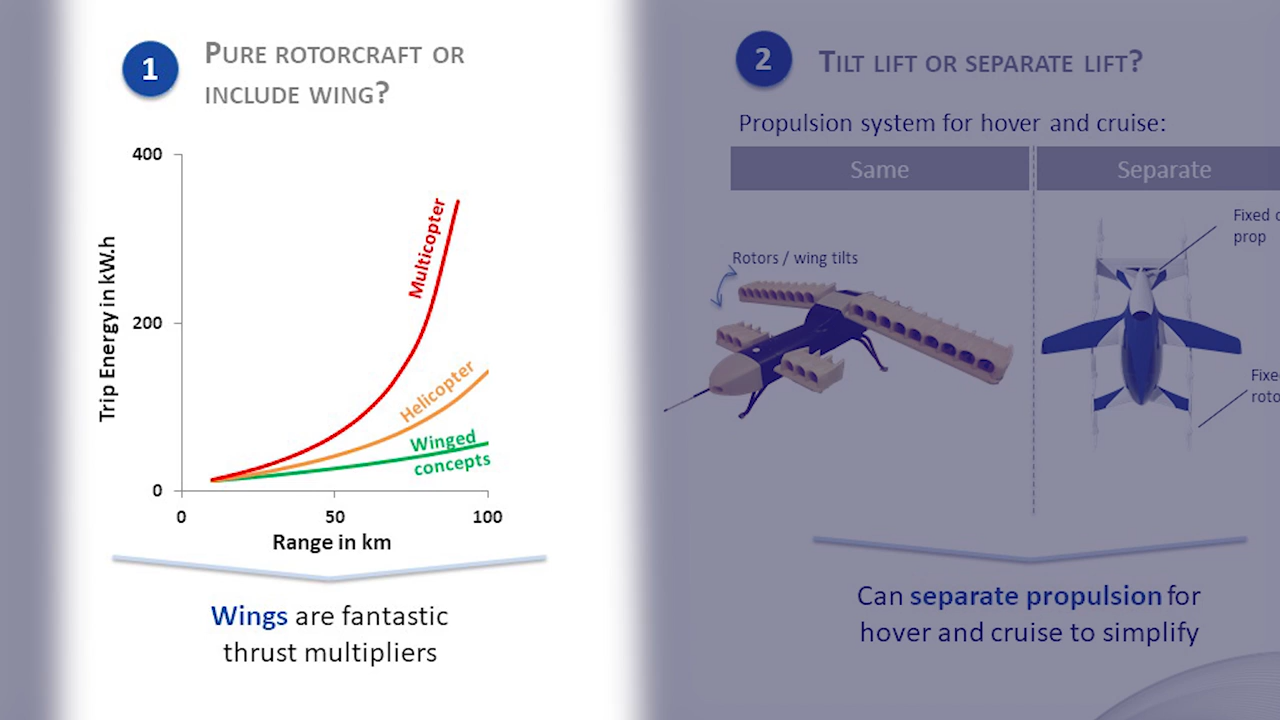 1
PURE ROTORCRAFT OR
INCLUDE WING?
400
200
0
Trip Energy in kW.h
Multicopter
Helicopter
Winged
concepts
0 50 100
Range in km
Wings are fantastic
thrust multipliers
2
TILT LIFT OR SEPARATE LIFT?
Propulsion system for hover and cruise:
Same Separate
Rotors / wing tilts
Fixed
prop
Can separate propulsion for
hover and cruise to simplify